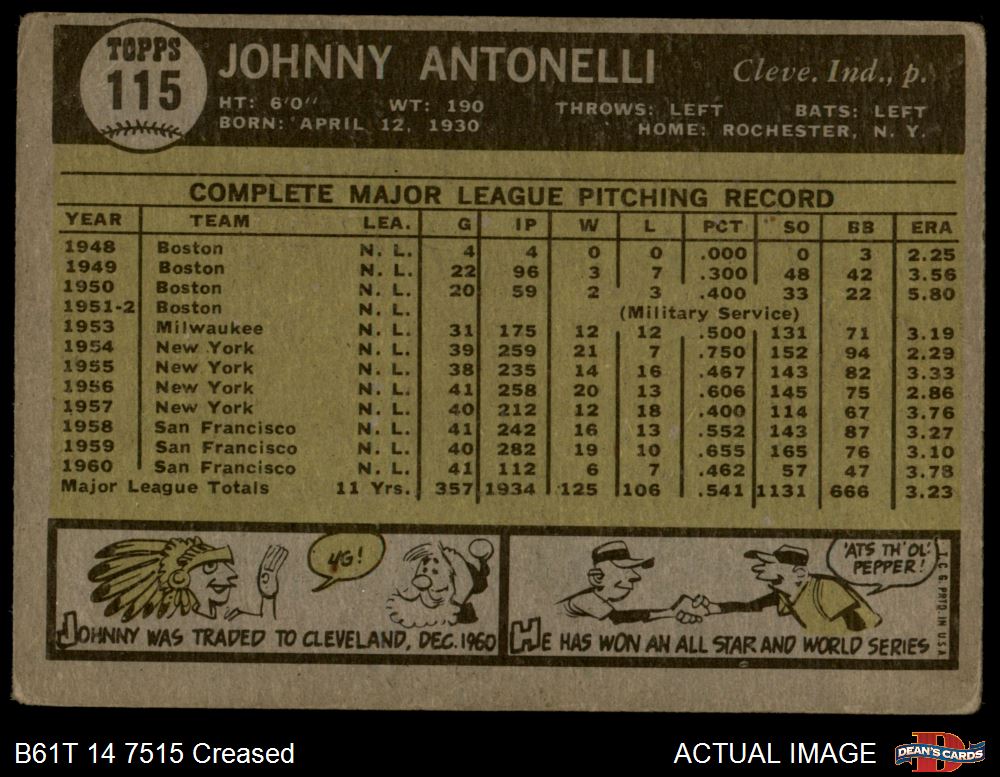 TOPPS
115
JOHNNY ANTONELLI
Cleve. Ind., p.
HT: 6'0" WT: 190 THROWS: LEFT BATS: LEFT
BORN: APRIL 12, 1930 HOME: ROCHESTER, N. Y.
COMPLETE MAJOR LEAGUE PITCHING RECORD
YEAR TEAM LEA. G IP W L PCT SO BB ERA
1948 Boston N. L. 4 4 0 0 .000 0 3 2.25
1949 Boston N. L. 22 96 3 7 .300 48 42 3.56
1950 Boston N. L. 20 59 2 3 .400 33 22 5.80
1951-2 Boston N. L. (Military Service)
1953 Milwaukee N. L. 31 175 12 12 .500 131 71 3.19
1954 New York N. L. 39 259 21 7 .750 152 94 2.29
1955 New York N. L. 38 235 14 16 .467 143 82 3.33
1956 New York N. L. 41 258 20 13 .606 145 75 2.86
1957 New York N. L. 40 212 12 18 .400 114 67 3.76
1958 San Francisco N. L. 41 242 16 13 .552 143 87 3.27
1959 San Francisco N. L. 40 282 19 10 .655 165 76 3.10
1960 San Francisco N. L. 41 112 6 7 .462 57 47 3.78
Major League Totals 11 Yrs. 357 1934 125 106 .541 1131 666 3.23
UG!
JOHNNY WAS TRADED TO CLEVELAND, DEC. 1960
'ATS TH' OL'
PEPPER!
HE HAS WON AN ALL STAR AND WORLD SERIES
T. C. G. PRTD. IN U.S.A.
B61T 14 7515 Creased
ACTUAL IMAGE
DEAN'S CARDS